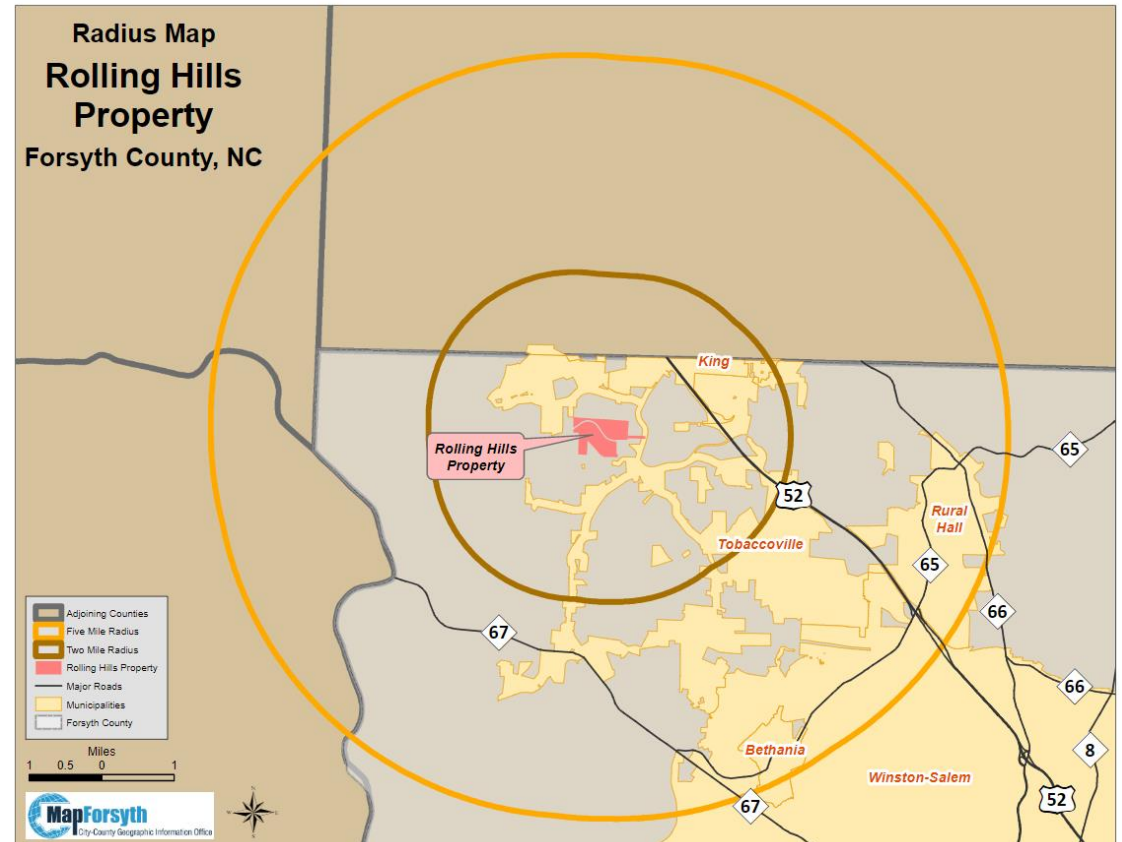 Radius Map
Rolling Hills
Property
Forsyth County, NC
King
Rolling Hills
Property
65
52
Rural
Hall
Tobaccoville
65
66
67
66
Bethania
8
Winston-Salem
52
67
Adjoining Counties
Five Mile Radius
Two Mile Radius
Rolling Hills Property
Major Roads
Municipalities
Forsyth County
Miles
1 0.5 0 1
MapForsyth
City-County Geographic Information Office